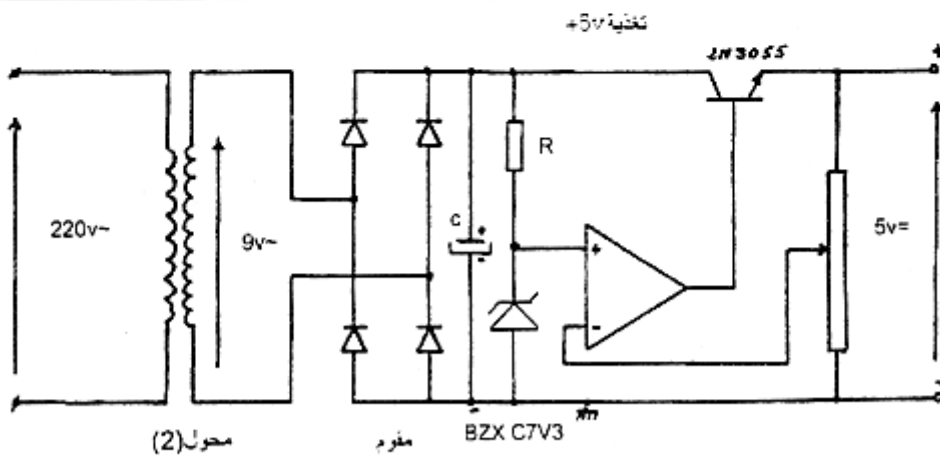 تغذية +5v
2N3055
+
R
220v~
9v~
c
+
-
+
-
5v=
-
-
محول(2)
مقوم
BZX C7V3